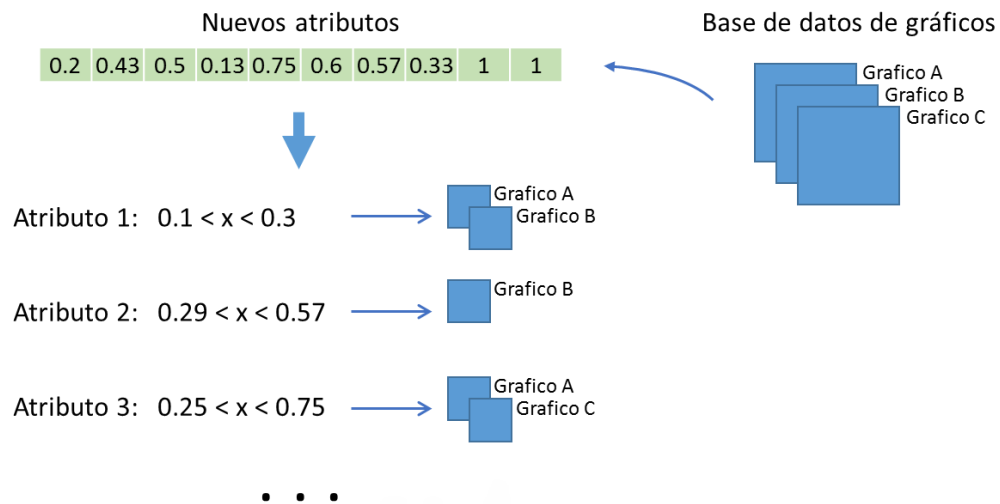 Nuevos atributos
Base de datos de gráficos
0.2 0.43 0.5 0.13 0.75 0.6 0.57 0.33 1 1
Grafico A
Grafico B
Grafico C
Atributo 1: 0.1 < x < 0.3
Grafico A
Grafico B
Atributo 2: 0.29 < x < 0.57
Grafico B
Atributo 3: 0.25 < x < 0.75
Grafico A
Grafico C
. . .